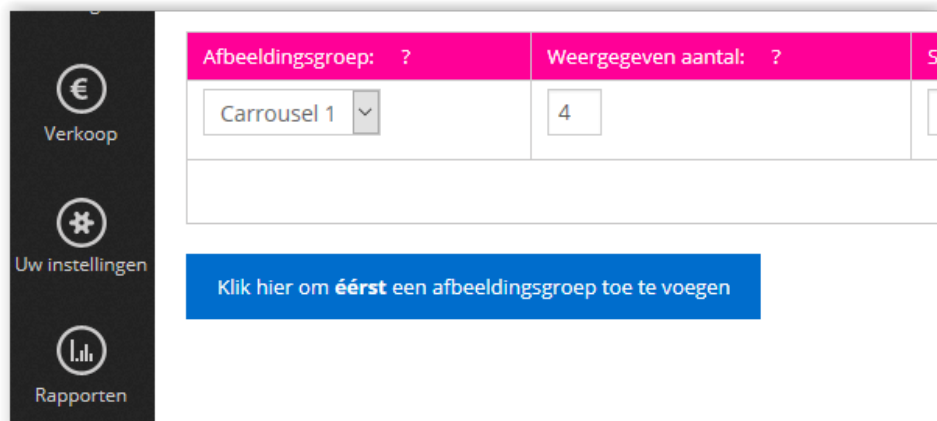 Afbeeldingsgroep: ? Weergegeven aantal: ? S
Carrousel 1 4
Verkoop
Uw instellingen
Klik hier om éérst een afbeeldingsgroep toe te voegen
Rapporten